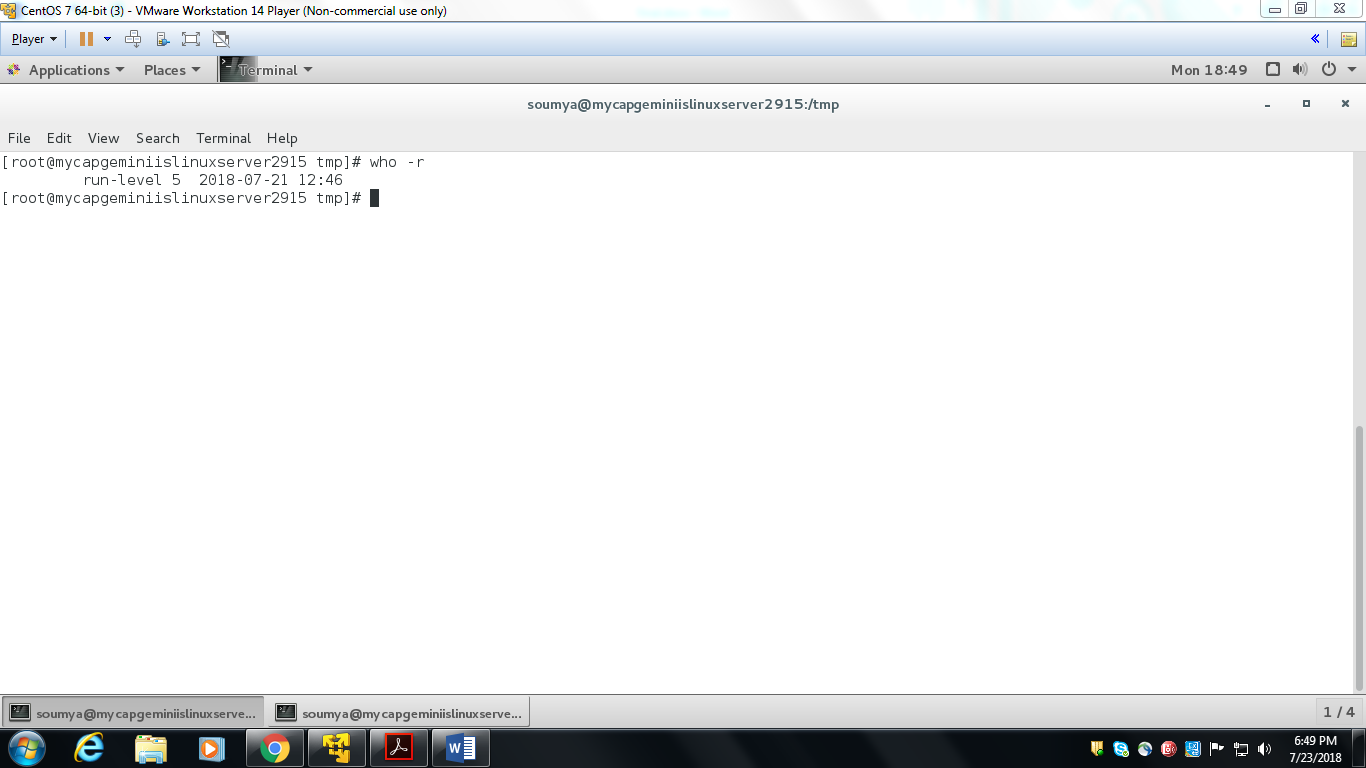 CentOS 7 64-bit (3) - VMware Workstation 14 Player (Non-commercial use only)
Player
Applications Places Terminal Mon 18:49
soumya@mycapgeminiislinuxserver2915:/tmp
File Edit View Search Terminal Help
[root@mycapgeminiislinuxserver2915 tmp]# who -r
run-level 5 2018-07-21 12:46
[root@mycapgeminiislinuxserver2915 tmp]#
soumya@mycapgeminiislinuxserve... soumya@mycapgeminiislinuxserve... 1 / 4
6:49 PM
7/23/2018